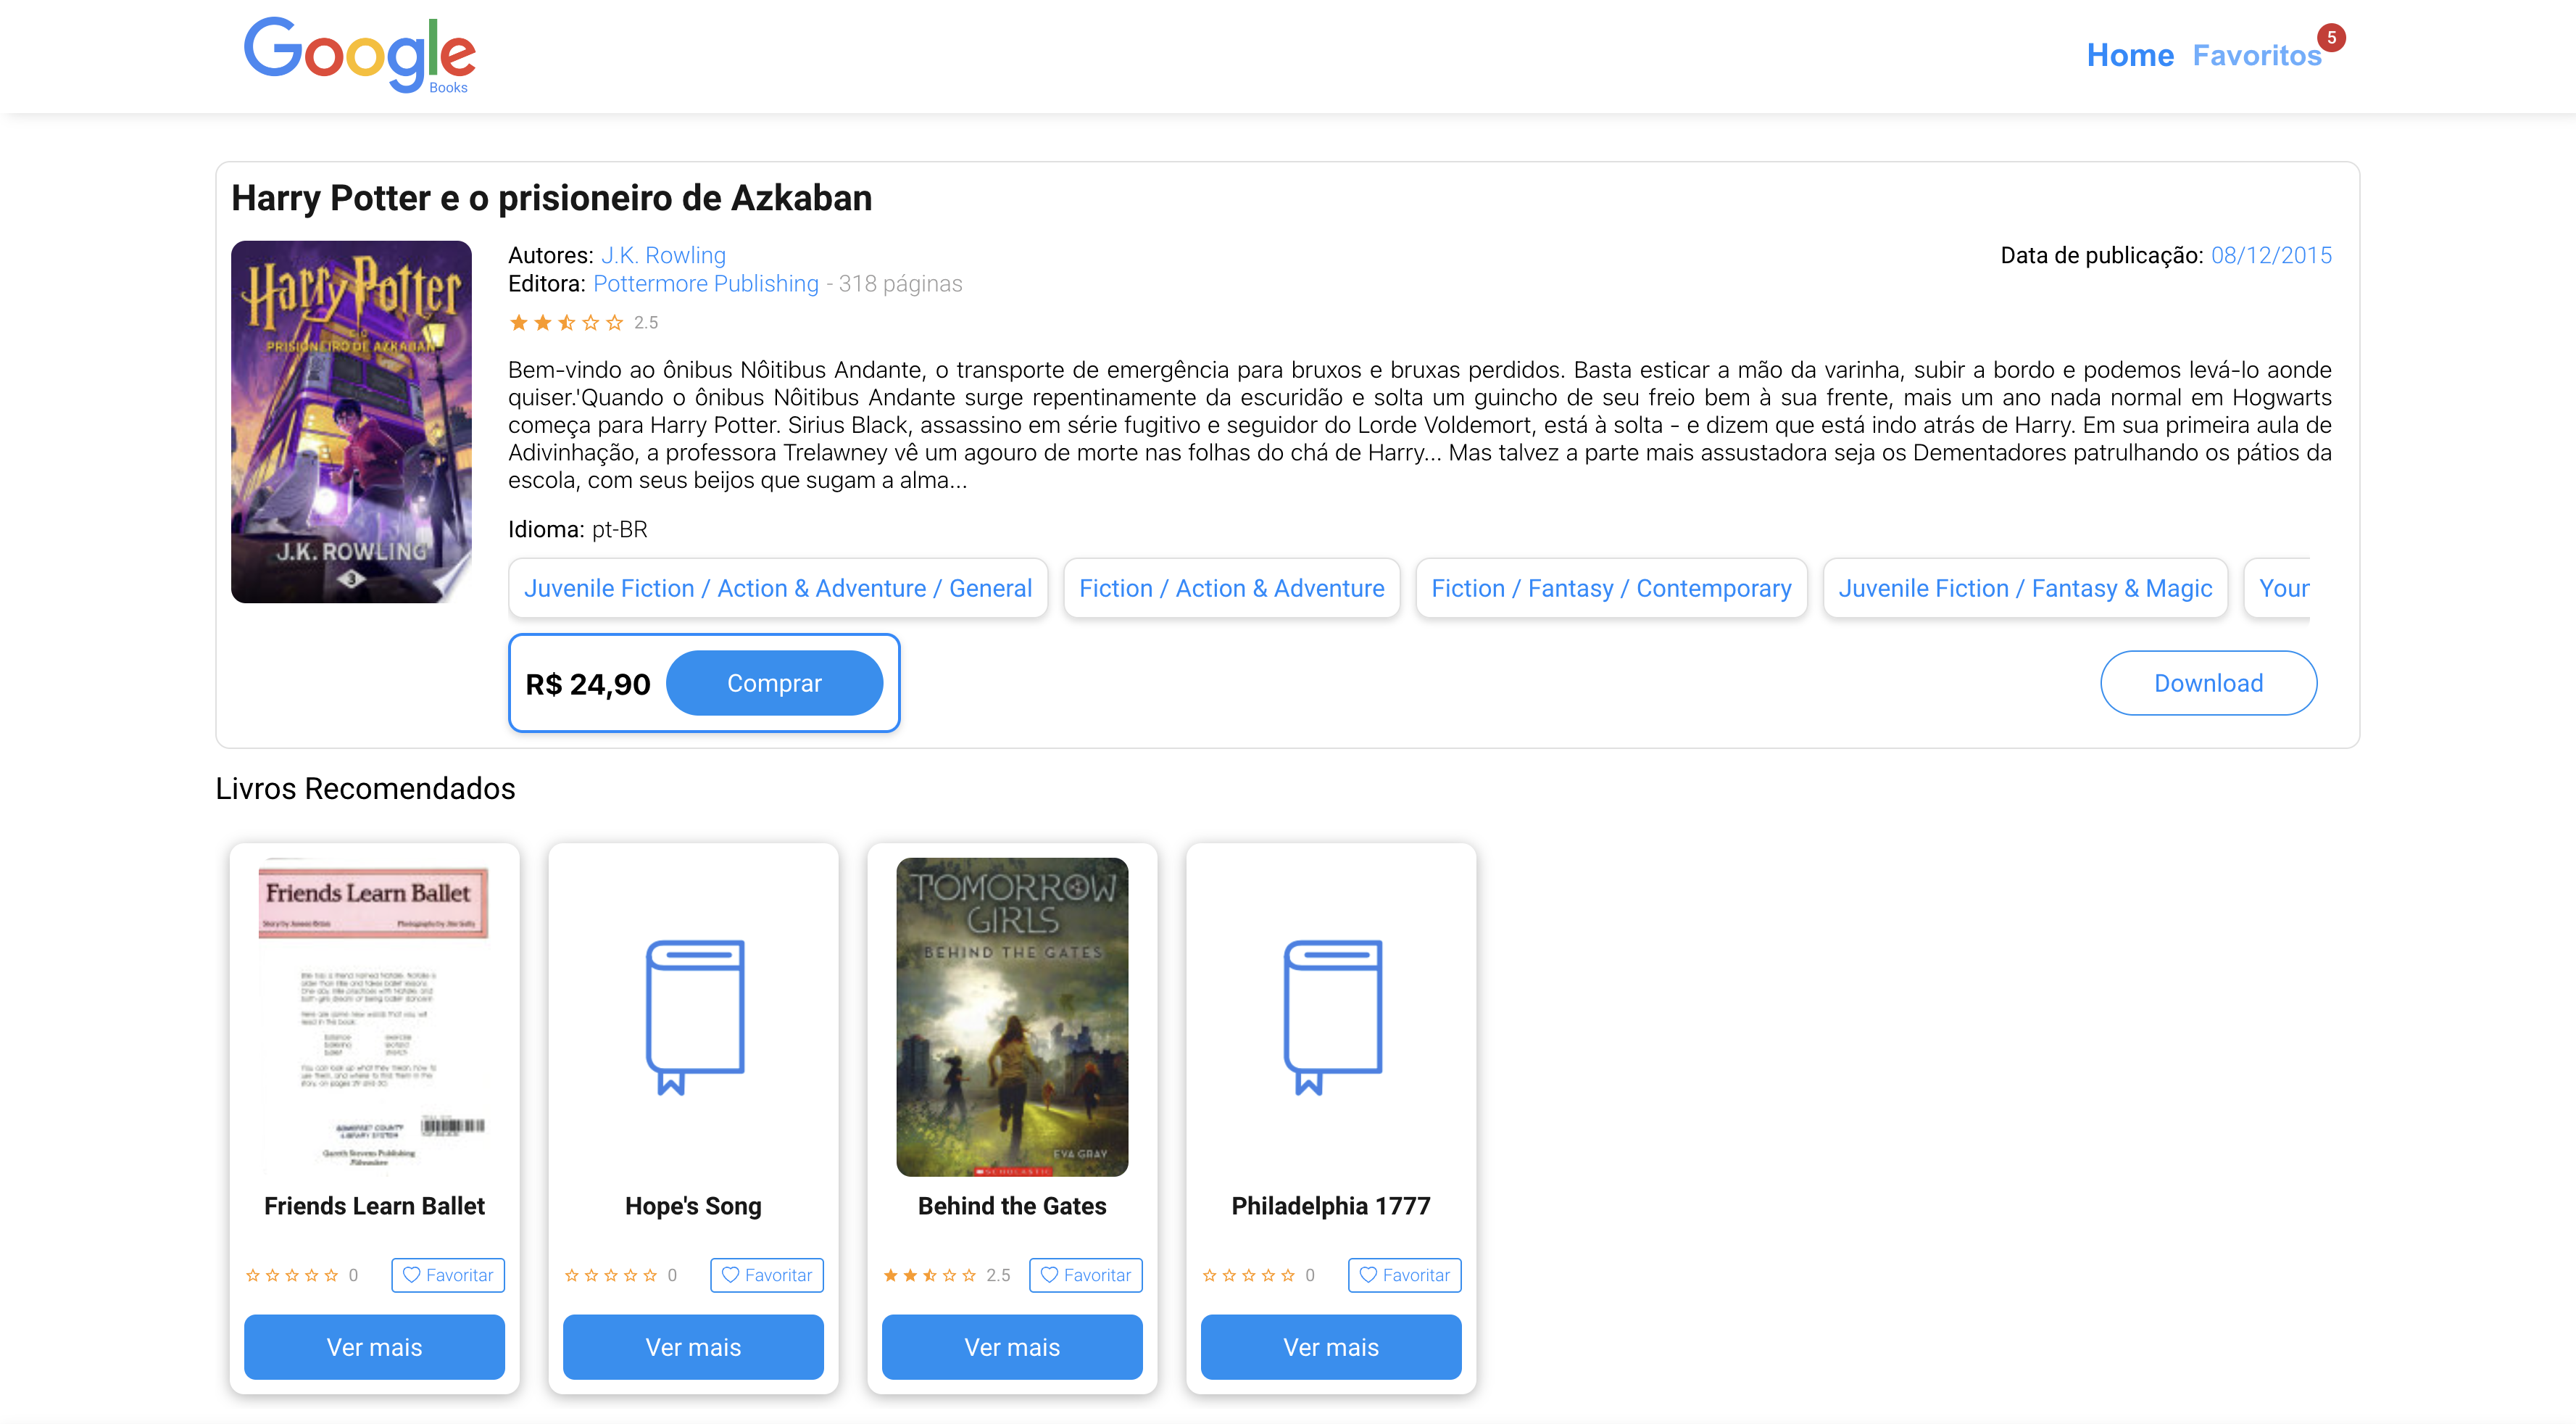 Google
Books
Home Favoritos 5
Harry Potter e o prisioneiro de Azkaban
Harry Potter
E O
PRISIONEIRO DE AZKABAN
J.K. ROWLING
3
Autores: J.K. Rowling
Data de publicação: 08/12/2015
Editora: Pottermore Publishing - 318 páginas
2.5
Bem-vindo ao ônibus Nôitibus Andante, o transporte de emergência para bruxos e bruxas perdidos. Basta esticar a mão da varinha, subir a bordo e podemos levá-lo aonde
quiser.'Quando o ônibus Nôitibus Andante surge repentinamente da escuridão e solta um guincho de seu freio bem à sua frente, mais um ano nada normal em Hogwarts
começa para Harry Potter. Sirius Black, assassino em série fugitivo e seguidor do Lorde Voldemort, está à solta - e dizem que está indo atrás de Harry. Em sua primeira aula de
Adivinhação, a professora Trelawney vê um agouro de morte nas folhas do chá de Harry... Mas talvez a parte mais assustadora seja os Dementadores patrulhando os pátios da
escola, com seus beijos que sugam a alma...
Idioma: pt-BR
Juvenile Fiction / Action & Adventure / General
Fiction / Action & Adventure
Fiction / Fantasy / Contemporary
Juvenile Fiction / Fantasy & Magic
Your
R$ 24,90
Comprar
Download
Livros Recomendados
Friends Learn Ballet
SOMERSET COUNTY
LIBRARY SYSTEM
Gareth Stevens Publishing
Milwaukee
Friends Learn Ballet
0
Favoritar
Ver mais
Hope's Song
0
Favoritar
Ver mais
TOMORROW
GIRLS
BEHIND THE GATES
EVA GRAY
SCHOLASTIC
Behind the Gates
2.5
Favoritar
Ver mais
Philadelphia 1777
0
Favoritar
Ver mais